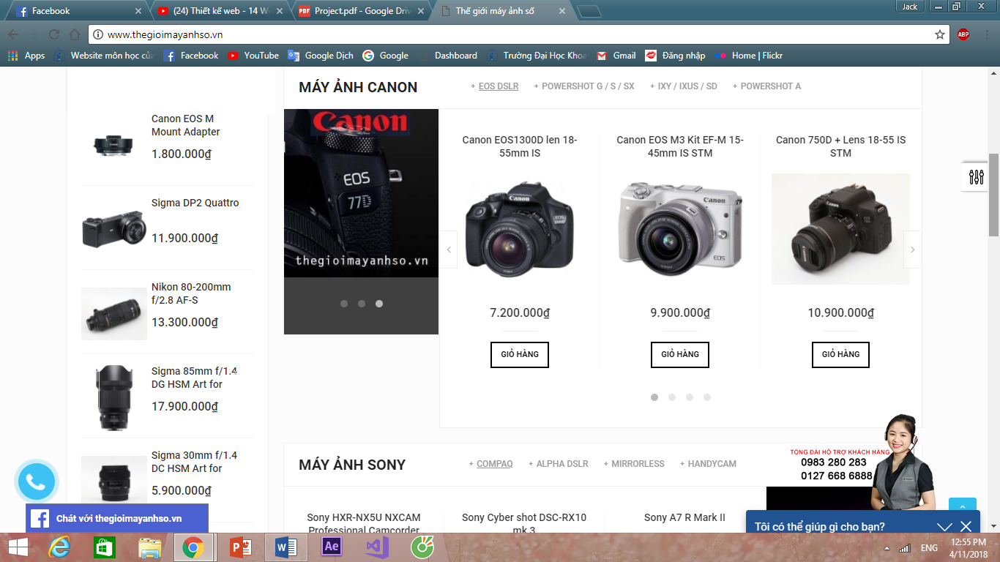 Facebook
(24) Thiết kế web - 14 We
Project.pdf - Google Driv
Thế giới máy ảnh số
Jack
www.thegioimayanhso.vn
ABP
Apps
Website môn học củ
Facebook
YouTube
Google Dịch
Google
Dashboard
Trường Đại Học Khoa
Gmail
Đăng nhập
Home | Flickr
Canon EOS M
Mount Adapter
1.800.000₫
Sigma DP2 Quattro
11.900.000₫
Nikon 80-200mm
f/2.8 AF-S
13.300.000₫
Sigma 85mm f/1.4
DG HSM Art for
17.900.000₫
Sigma 30mm f/1.4
DC HSM Art for
5.900.000₫
MÁY ẢNH CANON
+ EOS DSLR
+ POWERSHOT G / S / SX
+ IXY / IXUS / SD
+ POWERSHOT A
Canon
EOS
77D
thegioimayanhso.vn
Canon EOS1300D len 18-
55mm IS
Canon
EOS
1300D
7.200.000₫
GIỎ HÀNG
Canon EOS M3 Kit EF-M 15-
45mm IS STM
Canon
EOS
9.900.000₫
GIỎ HÀNG
Canon 750D + Lens 18-55 IS
STM
Canon
10.900.000₫
GIỎ HÀNG
MÁY ẢNH SONY
+ COMPAQ
+ ALPHA DSLR
+ MIRRORLESS
+ HANDYCAM
Sony HXR-NX5U NXCAM
Professional Camcorder
Sony Cyber shot DSC-RX10
mk 3
Sony A7 R Mark II
TỔNG ĐÀI HỖ TRỢ KHÁCH HÀNG
0983 280 283
0127 668 6888
Tôi có thể giúp gì cho bạn?
Chát với thegioimayanhso.vn
ENG
12:55 PM
4/11/2018